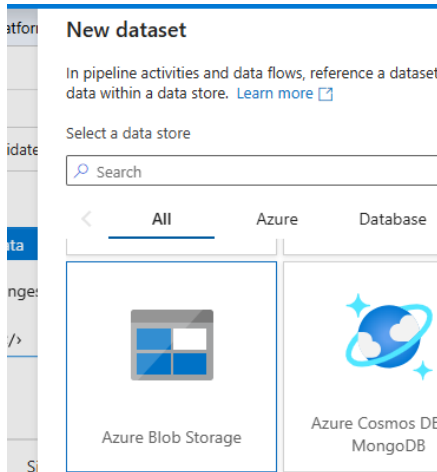 New dataset
In pipeline activities and data flows, reference a dataset
data within a data store. Learn more
Select a data store
Search
All Azure Database
Azure Blob Storage
Azure Cosmos DB
MongoDB